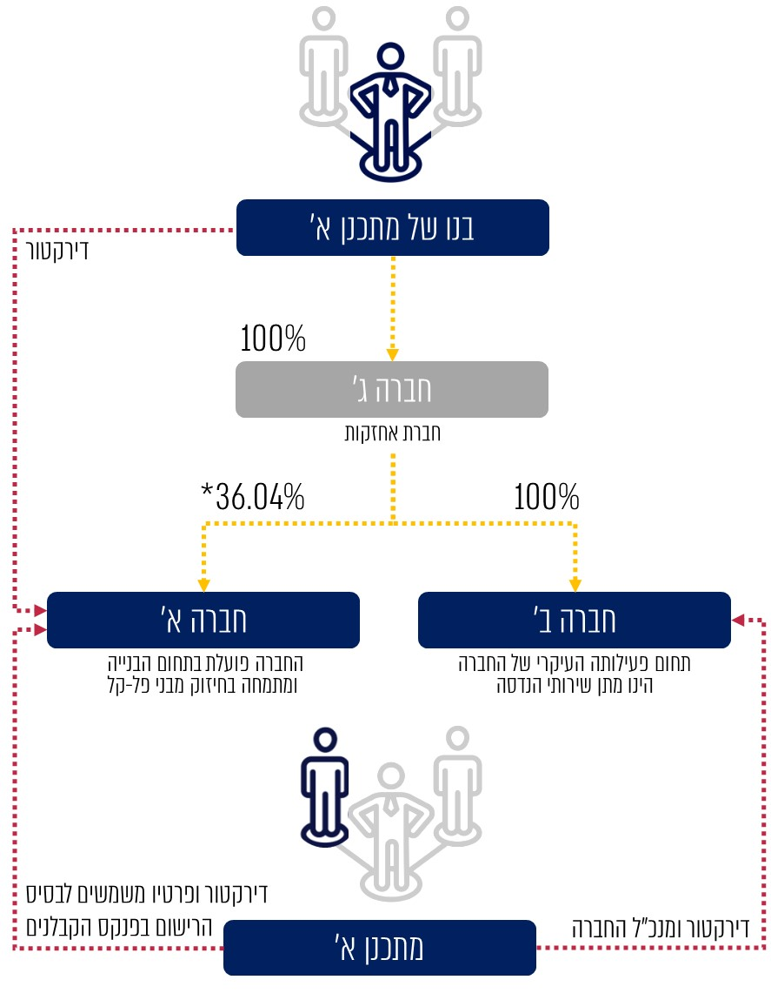 בנו של מתכנן א'
דירקטור
100%
חברה ג'
חברת אחזקות
*36.04%
100%
חברה ב'
תחום פעילותה העיקרי של החברה
הינו מתן שירותי הנדסה
חברה א'
החברה פועלת בתחום הבנייה
ומתמחה בחיזוק מבני פל-קל
דירקטור ומנכ"ל החברה
דירקטור ופרטיו משמשים לבסיס
הרישום בפנקס הקבלנים
מתכנן א'